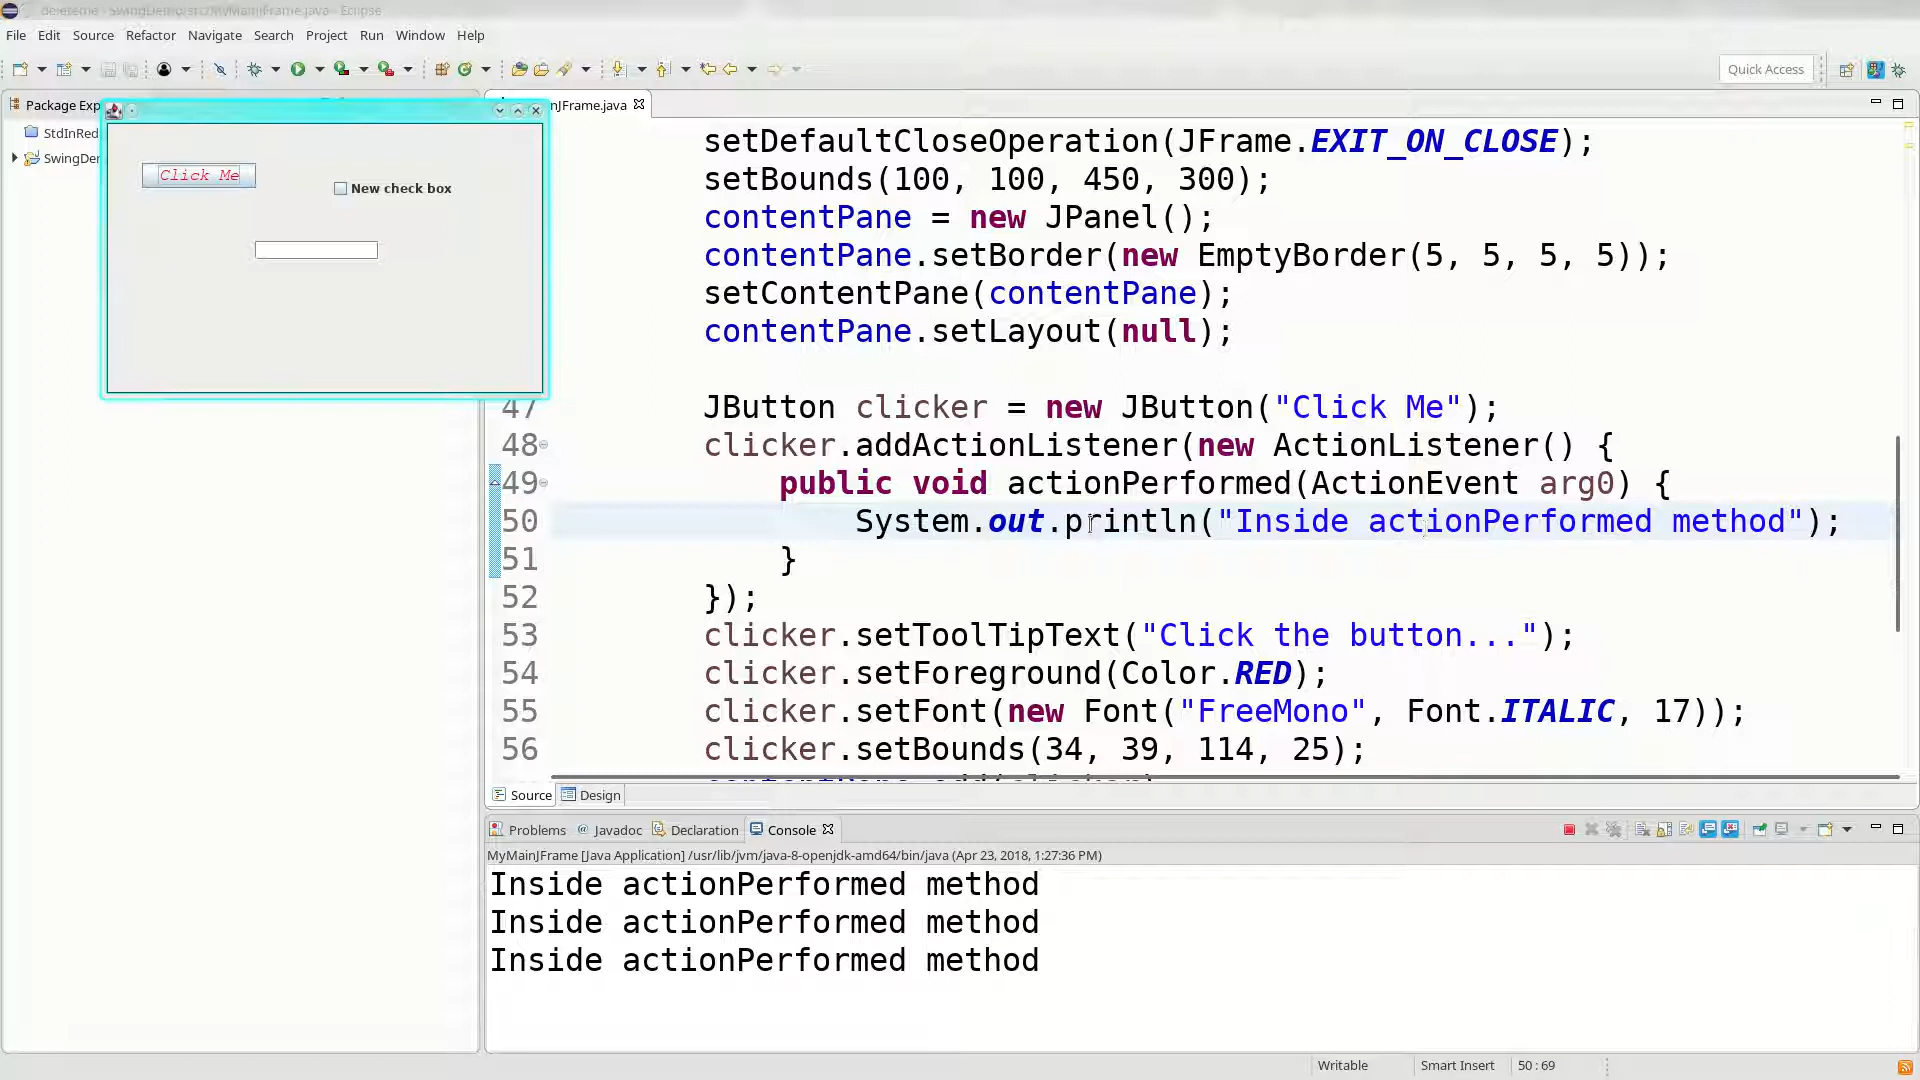 deleteme - SwingDemo/src/MyMainJFrame.java - Eclipse
File Edit Source Refactor Navigate Search Project Run Window Help
Quick Access
Package Exp
JFrame.java
StdInRed
SwingDer
Click Me
New check box
setDefaultCloseOperation(JFrame.EXIT_ON_CLOSE);
setBounds(100, 100, 450, 300);
contentPane = new JPanel();
contentPane.setBorder(new EmptyBorder(5, 5, 5, 5));
setContentPane(contentPane);
contentPane.setLayout(null);
47 JButton clicker = new JButton("Click Me");
48 clicker.addActionListener(new ActionListener() {
49 public void actionPerformed(ActionEvent arg0) {
50 System.out.println("Inside actionPerformed method");
51 }
52 });
53 clicker.setToolTipText("Click the button...");
54 clicker.setForeground(Color.RED);
55 clicker.setFont(new Font("FreeMono", Font.ITALIC, 17));
56 clicker.setBounds(34, 39, 114, 25);
Source Design
Problems Javadoc Declaration Console
MyMainJFrame [Java Application] /usr/lib/jvm/java-8-openjdk-amd64/bin/java (Apr 23, 2018, 1:27:36 PM)
Inside actionPerformed method
Inside actionPerformed method
Inside actionPerformed method
Writable Smart Insert 50 : 69